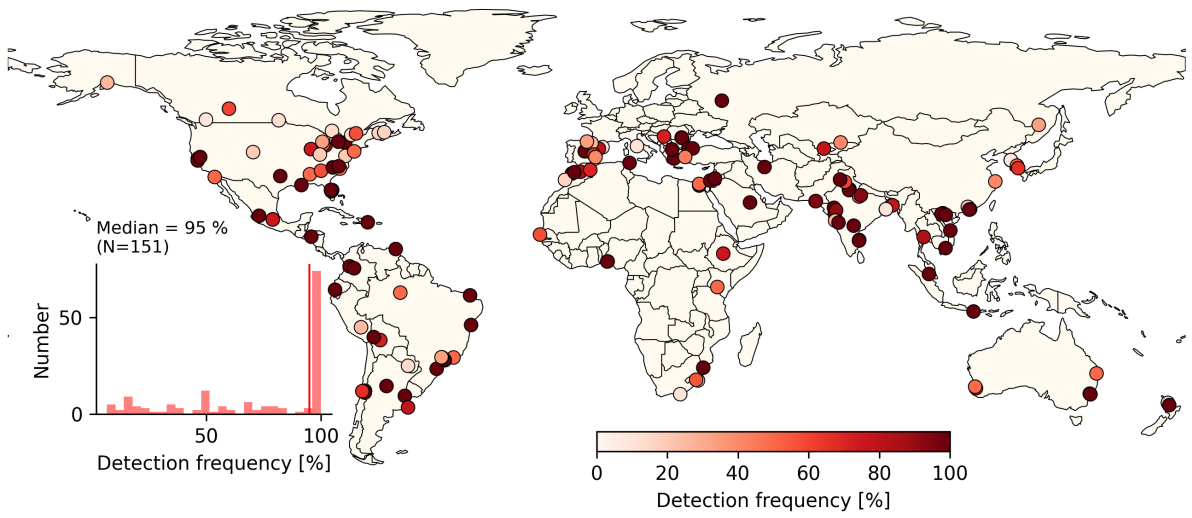 Median = 95 %
(N=151)
Number
50
0
50
100
Detection frequency [%]
0
20
40
60
80
100
Detection frequency [%]